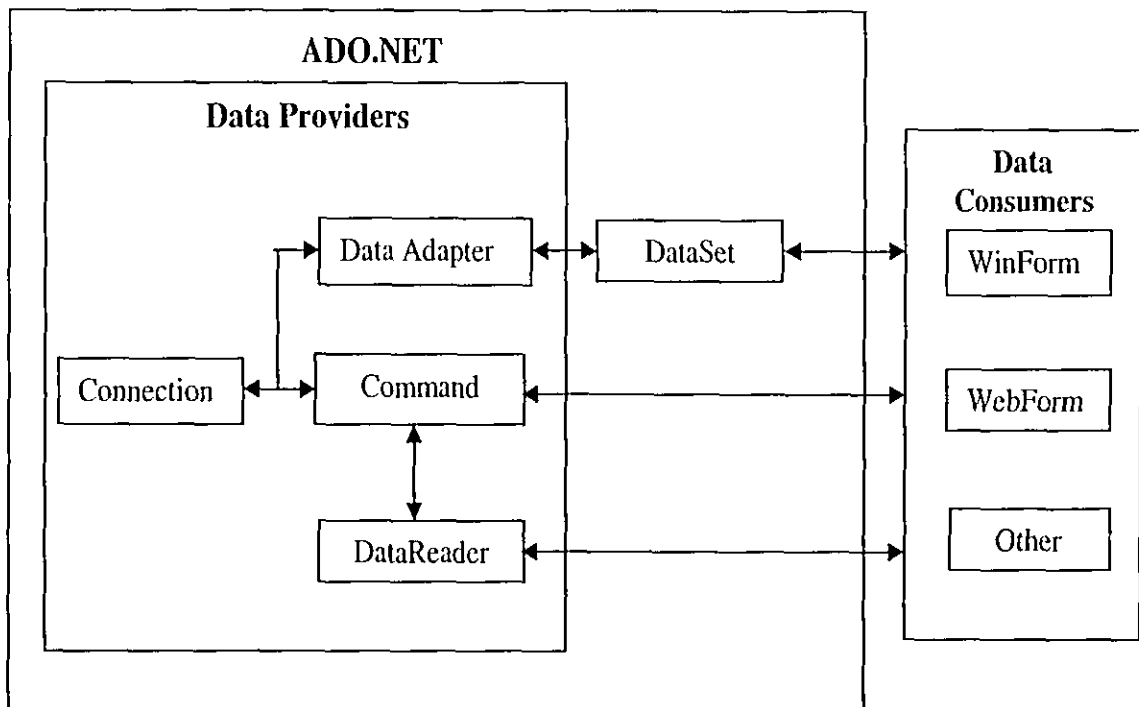 ADO.NET
Data Providers
Data
Consumers
Data Adapter
DataSet
WinForm
Connection
Command
WebForm
DataReader
Other